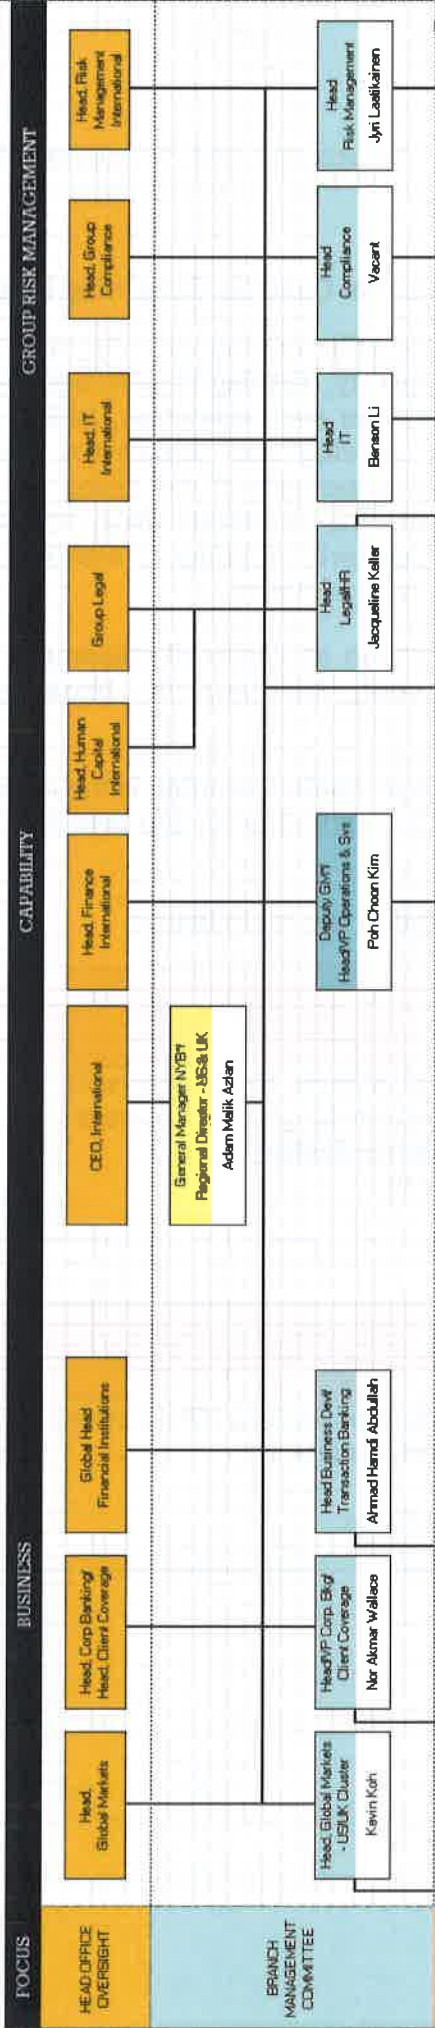 FOCUS
BUSINESS
CAPABILITY
GROUP RISK MANAGEMENT
HEAD OFFICE
OVERSIGHT
Head,
Global Markets
Head, Corp Banking/
Head, Client Coverage
Global Head
Financial Institutions
CEO, International
Head, Finance
International
Head, Human
Capital
International
Group Legal
Head, IT
International
Head, Group
Compliance
Head, Risk
Management
International
General Manager NYB/
Regional Director - US & UK
Adam Malik Azlan
BRANCH
MANAGEMENT
COMMITTEE
Head, Global Markets
- US/UK Cluster
Kevin Koh
Head/VP Corp. Bkg/
Client Coverage
Nor Akmar Wallace
Head Business Dev/
Transaction Banking
Ahmad Hamdi Abdullah
Deputy GM/
Head/VP Operations & Svs
Poh Choon Kim
Head
Legal/HR
Jacqueline Keller
Head
IT
Benson Li
Head
Compliance
Vacant
Head
Risk Management
Jyri Laatikainen